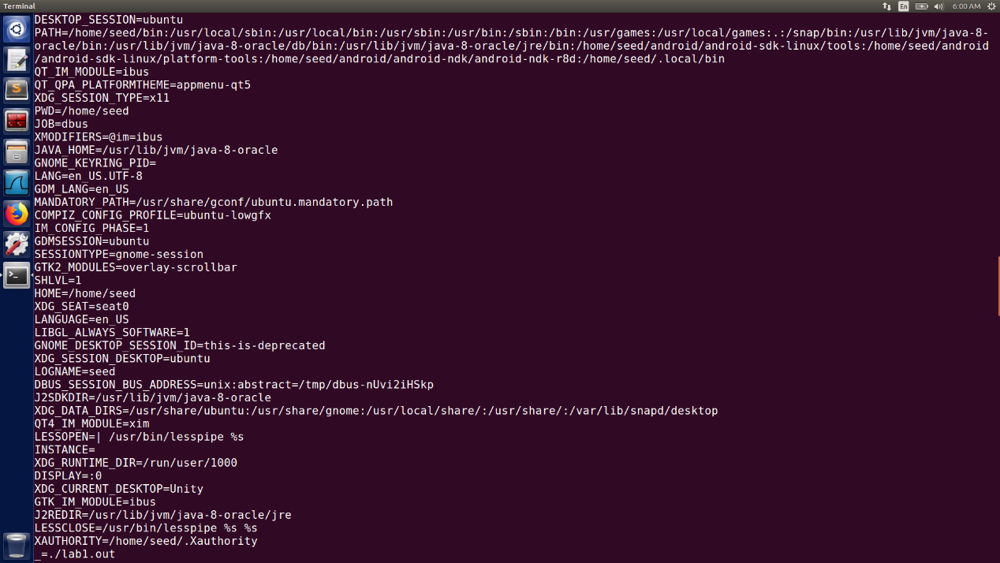 Terminal
En
6:00 AM
DESKTOP_SESSION=ubuntu
PATH=/home/seed/bin:/usr/local/sbin:/usr/local/bin:/usr/sbin:/usr/bin:/sbin:/bin:/usr/games:/usr/local/games:.:/snap/bin:/usr/lib/jvm/java-8-
oracle/bin:/usr/lib/jvm/java-8-oracle/db/bin:/usr/lib/jvm/java-8-oracle/jre/bin:/home/seed/android/android-sdk-linux/tools:/home/seed/android
/android-sdk-linux/platform-tools:/home/seed/android/android-ndk/android-ndk-r8d:/home/seed/.local/bin
QT_IM_MODULE=ibus
QT_QPA_PLATFORMTHEME=appmenu-qt5
XDG_SESSION_TYPE=x11
PWD=/home/seed
JOB=dbus
XMODIFIERS=@im=ibus
JAVA_HOME=/usr/lib/jvm/java-8-oracle
GNOME_KEYRING_PID=
LANG=en_US.UTF-8
GDM_LANG=en_US
MANDATORY_PATH=/usr/share/gconf/ubuntu.mandatory.path
COMPIZ_CONFIG_PROFILE=ubuntu-lowgfx
IM_CONFIG_PHASE=1
GDMSESSION=ubuntu
SESSIONTYPE=gnome-session
GTK2_MODULES=overlay-scrollbar
SHLVL=1
HOME=/home/seed
XDG_SEAT=seat0
LANGUAGE=en_US
LIBGL_ALWAYS_SOFTWARE=1
GNOME_DESKTOP_SESSION_ID=this-is-deprecated
XDG_SESSION_DESKTOP=ubuntu
LOGNAME=seed
DBUS_SESSION_BUS_ADDRESS=unix:abstract=/tmp/dbus-nUvi2iHSkp
J2SDKDIR=/usr/lib/jvm/java-8-oracle
XDG_DATA_DIRS=/usr/share/ubuntu:/usr/share/gnome:/usr/local/share/:/usr/share/:/var/lib/snapd/desktop
QT4_IM_MODULE=xim
LESSOPEN=| /usr/bin/lesspipe %s
INSTANCE=
XDG_RUNTIME_DIR=/run/user/1000
DISPLAY=:0
XDG_CURRENT_DESKTOP=Unity
GTK_IM_MODULE=ibus
J2REDIR=/usr/lib/jvm/java-8-oracle/jre
LESSCLOSE=/usr/bin/lesspipe %s %s
XAUTHORITY=/home/seed/.Xauthority
_=./lab1.out